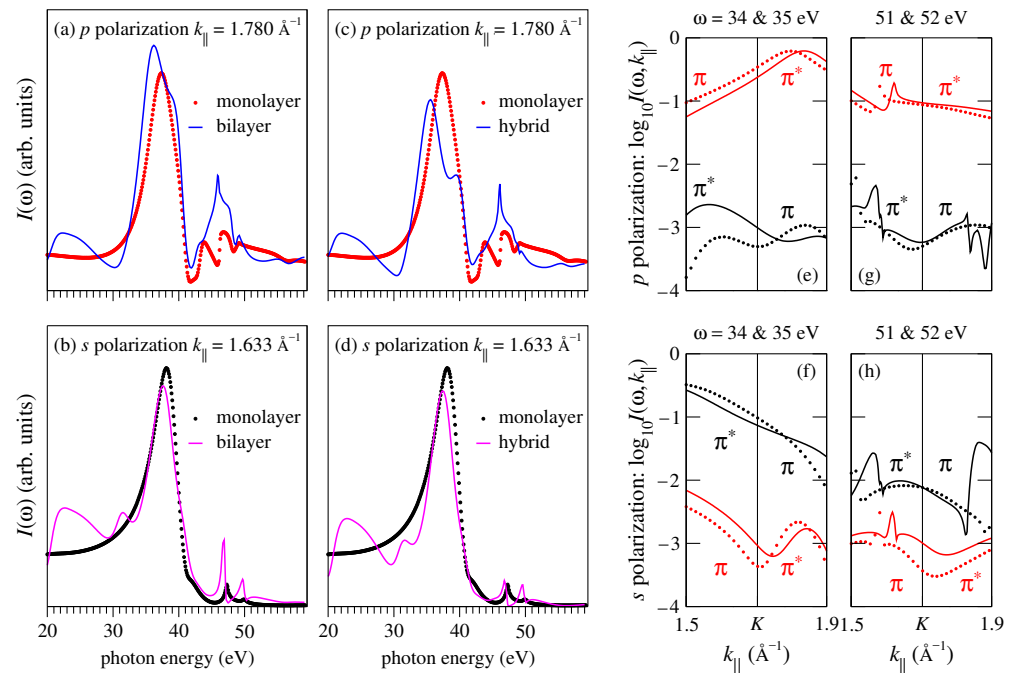 (a) p polarization k|| = 1.780 Å⁻¹
monolayer
bilayer
I(ω) (arb. units)
(c) p polarization k|| = 1.780 Å⁻¹
monolayer
hybrid
(b) s polarization k|| = 1.633 Å⁻¹
monolayer
bilayer
I(ω) (arb. units)
20 30 40 50
photon energy (eV)
(d) s polarization k|| = 1.633 Å⁻¹
monolayer
hybrid
20 30 40 50
photon energy (eV)
ω = 34 & 35 eV
p polarization: log₁₀I(ω,k||)
0
−1
−2
−3
−4
π
π*
π*
π
(e)
51 & 52 eV
π
π*
π*
π
(g)
ω = 34 & 35 eV
s polarization: log₁₀I(ω,k||)
0
−1
−2
−3
−4
(f)
π*
π
π
π*
1.5 K 1.9
k|| (Å⁻¹)
51 & 52 eV
(h)
π*
π
π
π*
1.5 K 1.9
k|| (Å⁻¹)